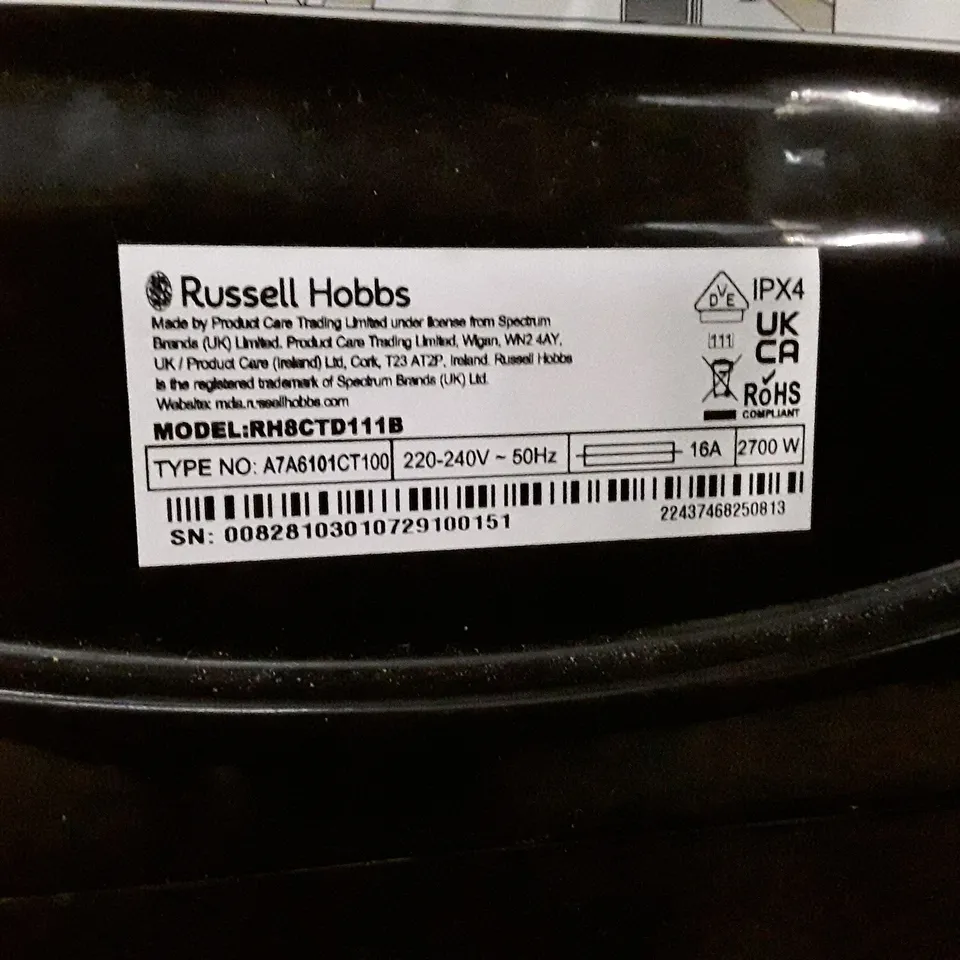 Russell Hobbs
Made by Product Care Trading Limited under license from Spectrum
Brands (UK) Limited. Product Care Trading Limited, Wigan, WN2 4AY,
UK / Product Care (Ireland) Ltd, Cork, T23 AT2P, Ireland. Russell Hobbs
is the registered trademark of Spectrum Brands (UK) Ltd.
Website: mda.russellhobbs.com
DVE
IPX4
111
UK
CA
RoHS
COMPLIANT
MODEL:RH8CTD111B
TYPE NO: A7A6101CT100 220-240V ~ 50Hz 16A 2700 W
SN: 00828103010729100151
22437468250813